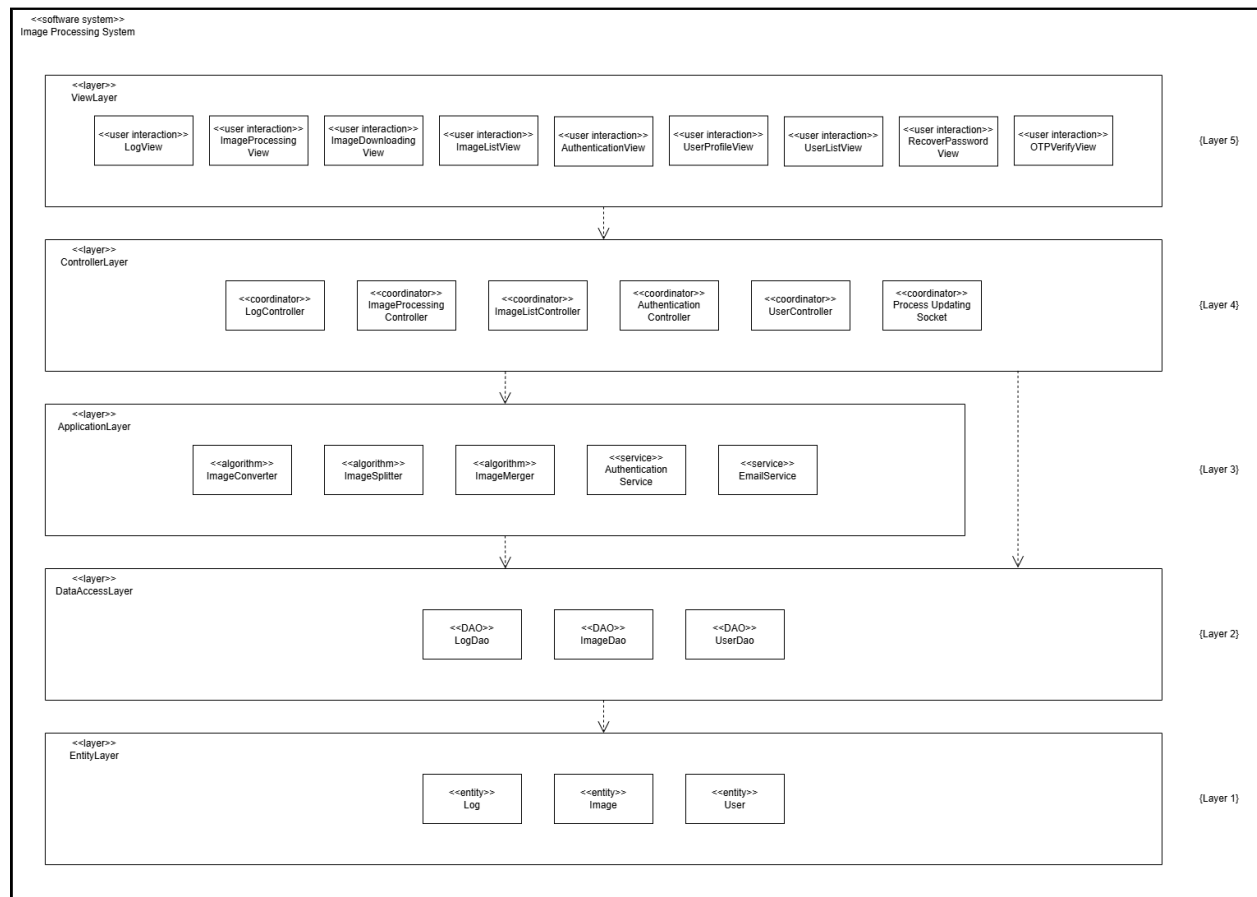 <<software system>>
Image Processing System
<<layer>>
ViewLayer
<<user interaction>>
LogView
<<user interaction>>
ImageProcessing
View
<<user interaction>>
ImageDownloading
View
<<user interaction>>
ImageListView
<<user interaction>>
AuthenticationView
<<user interaction>>
UserProfileView
<<user interaction>>
UserListView
<<user interaction>>
RecoverPassword
View
<<user interaction>>
OTPVerifyView
{Layer 5}
<<layer>>
ControllerLayer
<<coordinator>>
LogController
<<coordinator>>
ImageProcessing
Controller
<<coordinator>>
ImageListController
<<coordinator>>
Authentication
Controller
<<coordinator>>
UserController
<<coordinator>>
Process Updating
Socket
{Layer 4}
<<layer>>
ApplicationLayer
<<algorithm>>
ImageConverter
<<algorithm>>
ImageSplitter
<<algorithm>>
ImageMerger
<<service>>
Authentication
Service
<<service>>
EmailService
{Layer 3}
<<layer>>
DataAccessLayer
<<DAO>>
LogDao
<<DAO>>
ImageDao
<<DAO>>
UserDao
{Layer 2}
<<layer>>
EntityLayer
<<entity>>
Log
<<entity>>
Image
<<entity>>
User
{Layer 1}